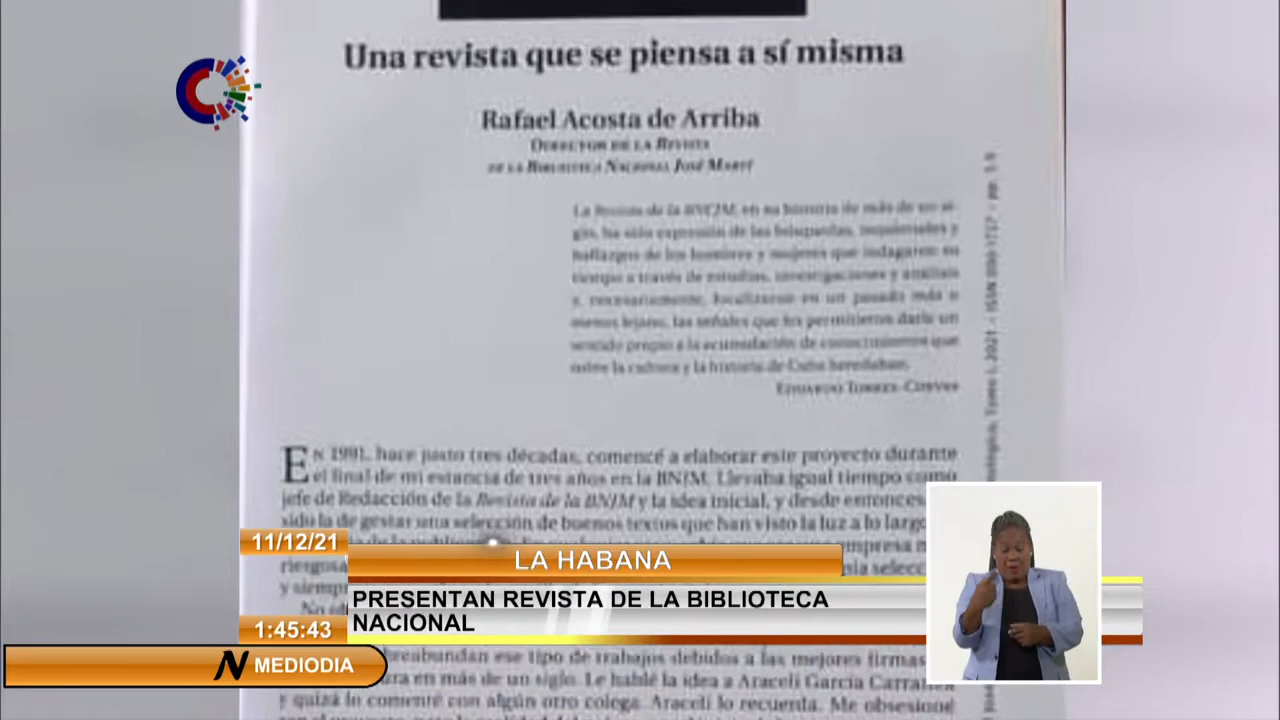 Una revista que se piensa a sí misma
Rafael Acosta de Arriba
DIRECTOR DE LA REVISTA
DE LA BIBLIOTECA NACIONAL JOSÉ MARTÍ
La Revista de la BNCJM, en su historia de más de un si-
glo, ha sido expresión de las búsquedas, inquietudes y
hallazgos de los hombres y mujeres que indagaron su
tiempo a través de estudios, investigaciones y análisis
y, necesariamente, localizaron en un pasado más o
menos lejano, las señales que les permitieron darle un
sentido propio a la acumulación de conocimientos que
sobre la cultura y la historia de Cuba heredaban.
EDUARDO TORRES-CUEVAS
EN 1991, hace justo tres décadas, comencé a elaborar este proyecto durante
el final de mi estancia de tres años en la BNJM. Llevaba igual tiempo como
jefe de Redacción de la Revista de la BNJM y la idea inicial, y desde entonces
sido la de gestar una selección de buenos textos que han visto la luz a lo largo
11/12/21
LA HABANA
PRESENTAN REVISTA DE LA BIBLIOTECA
NACIONAL
1:45:43
N MEDIODIA
ese tipo de trabajos debidos a las mejores firmas
en más de un siglo. Le hablé la idea a Araceli García Carranza
y quizá lo comenté con algún otro colega. Araceli lo recuerda. Me obsesioné